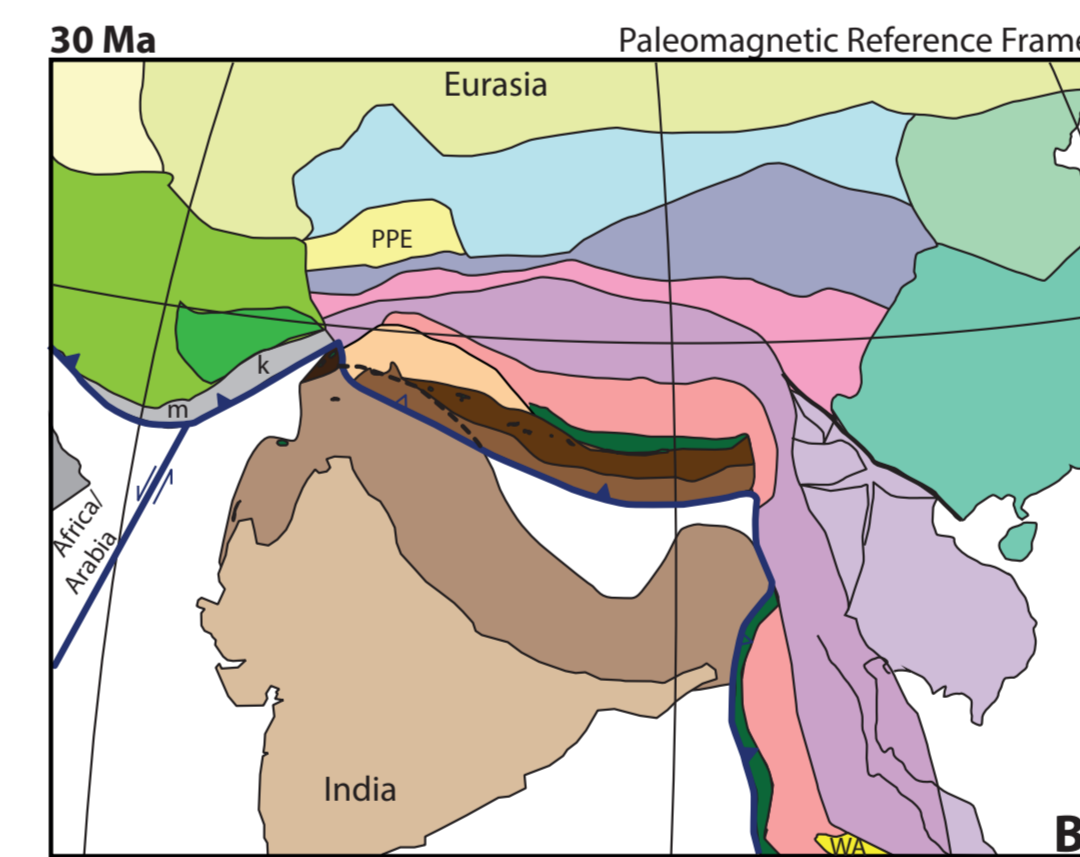 30 Ma
Paleomagnetic Reference Frame
Eurasia
PPE
k
m
Africa/
Arabia
India
WA
B